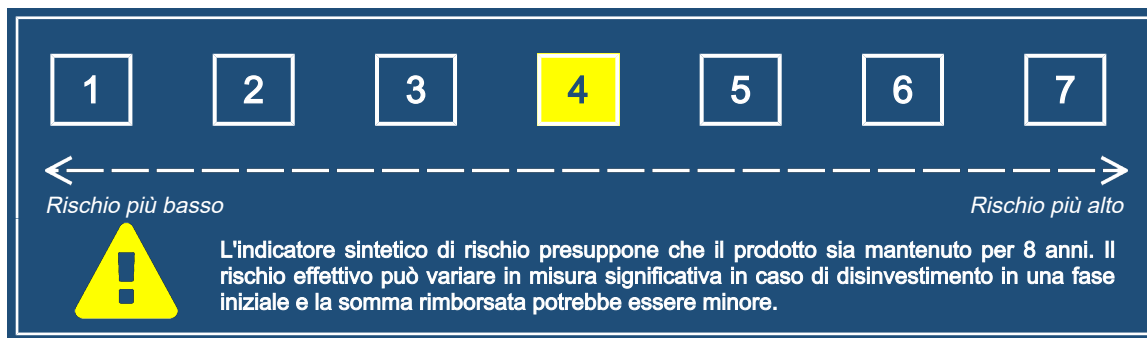 1 2 3 4 5 6 7
Rischio più basso Rischio più alto
L'indicatore sintetico di rischio presuppone che il prodotto sia mantenuto per 8 anni. Il
rischio effettivo può variare in misura significativa in caso di disinvestimento in una fase
iniziale e la somma rimborsata potrebbe essere minore.